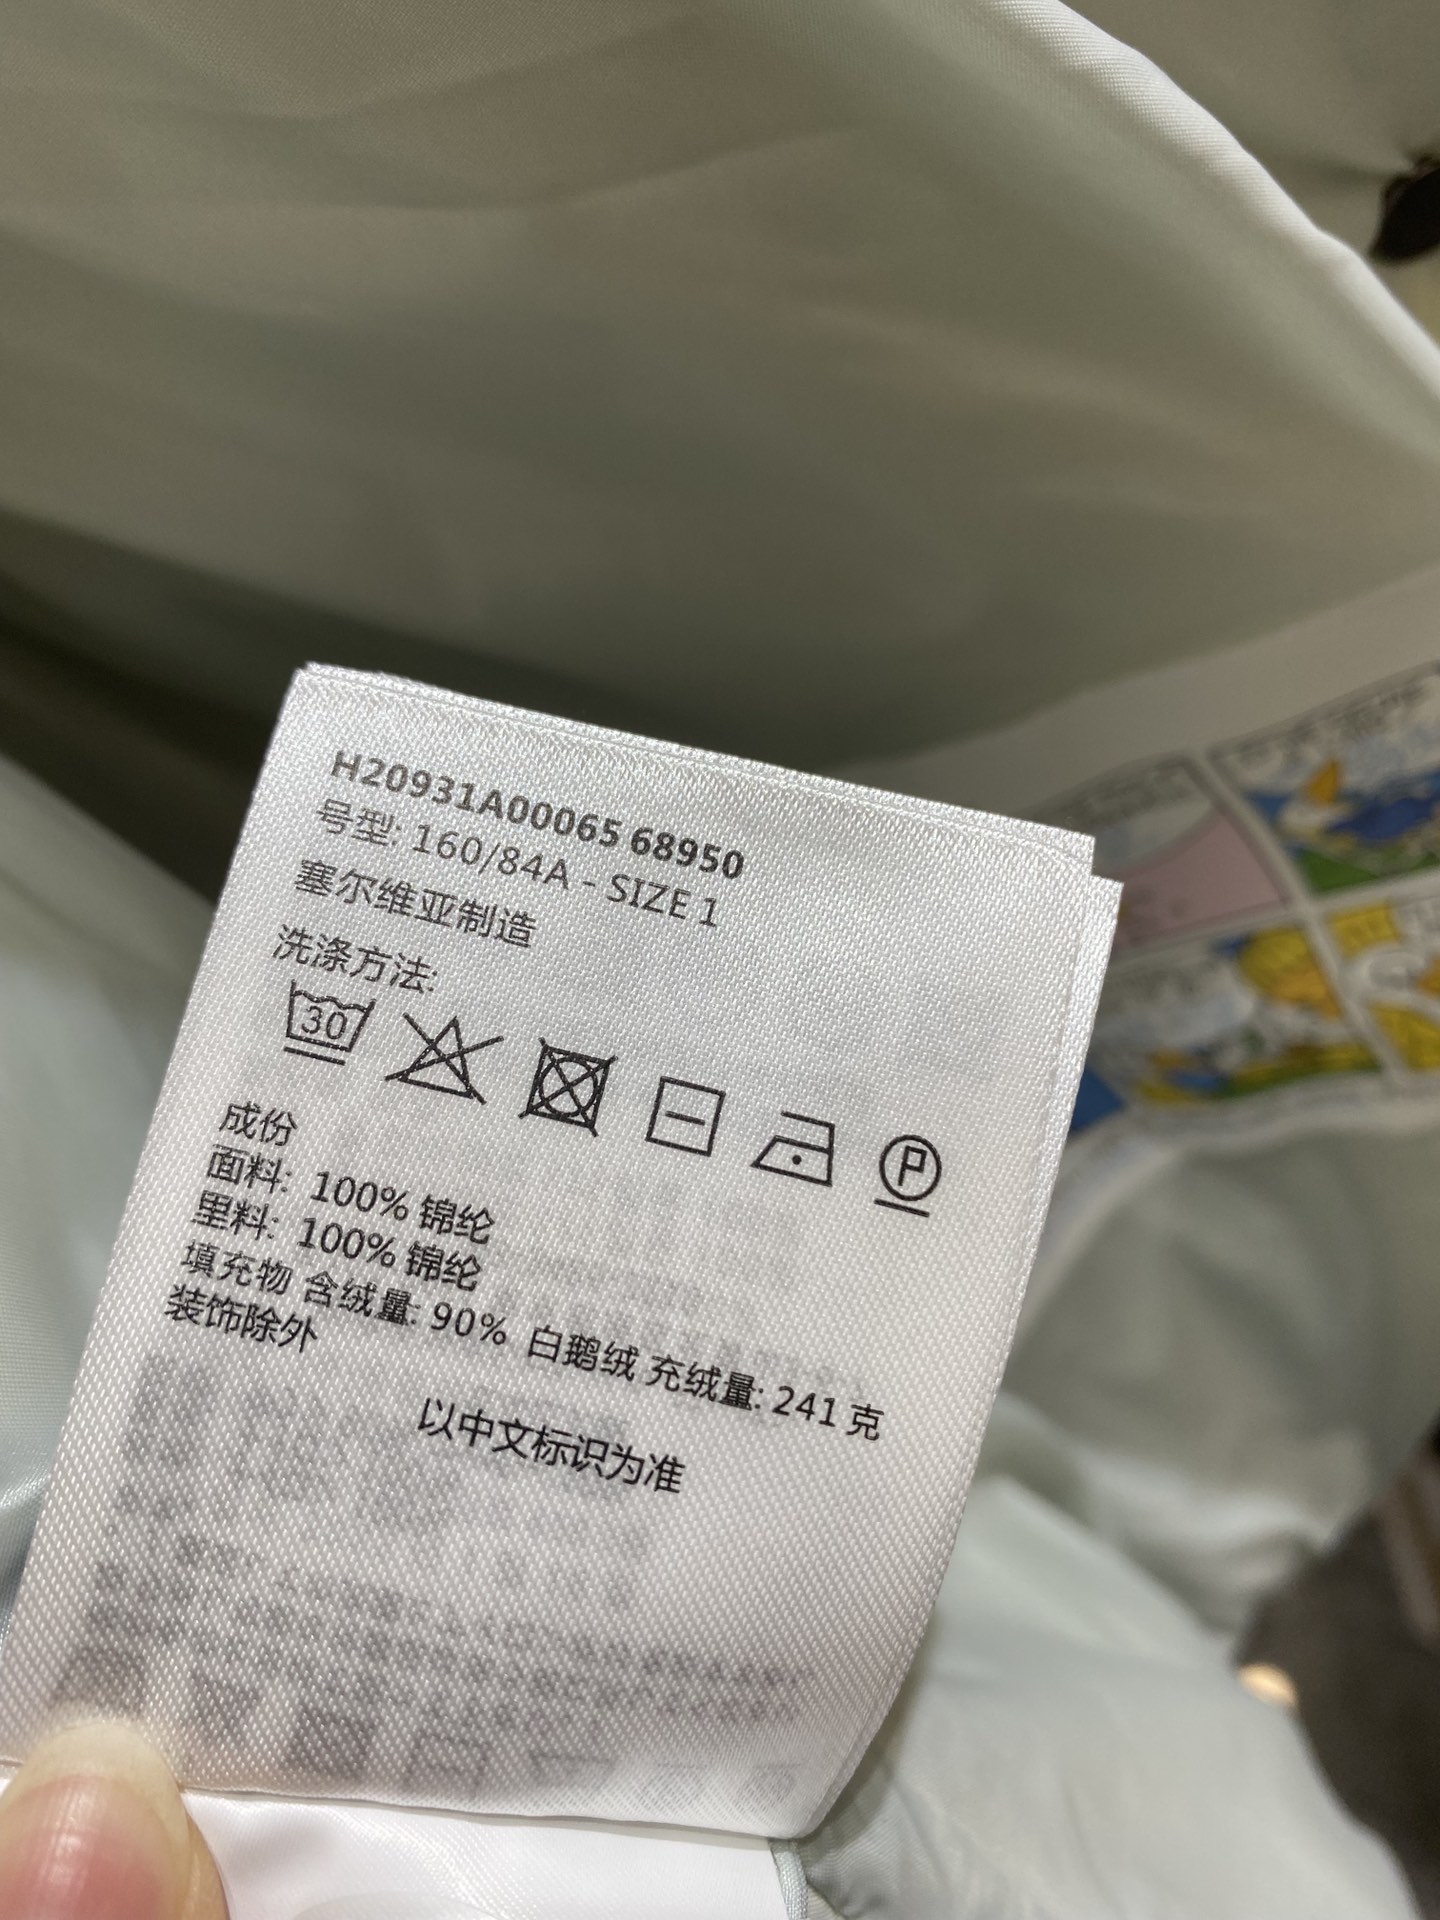 H20931A00065 68950
号型: 160/84A - SIZE 1
塞尔维亚制造
洗涤方法:
30
P
成份
面料: 100% 锦纶
里料: 100% 锦纶
填充物 含绒量: 90% 白鹅绒 充绒量: 241 克
装饰除外
以中文标识为准